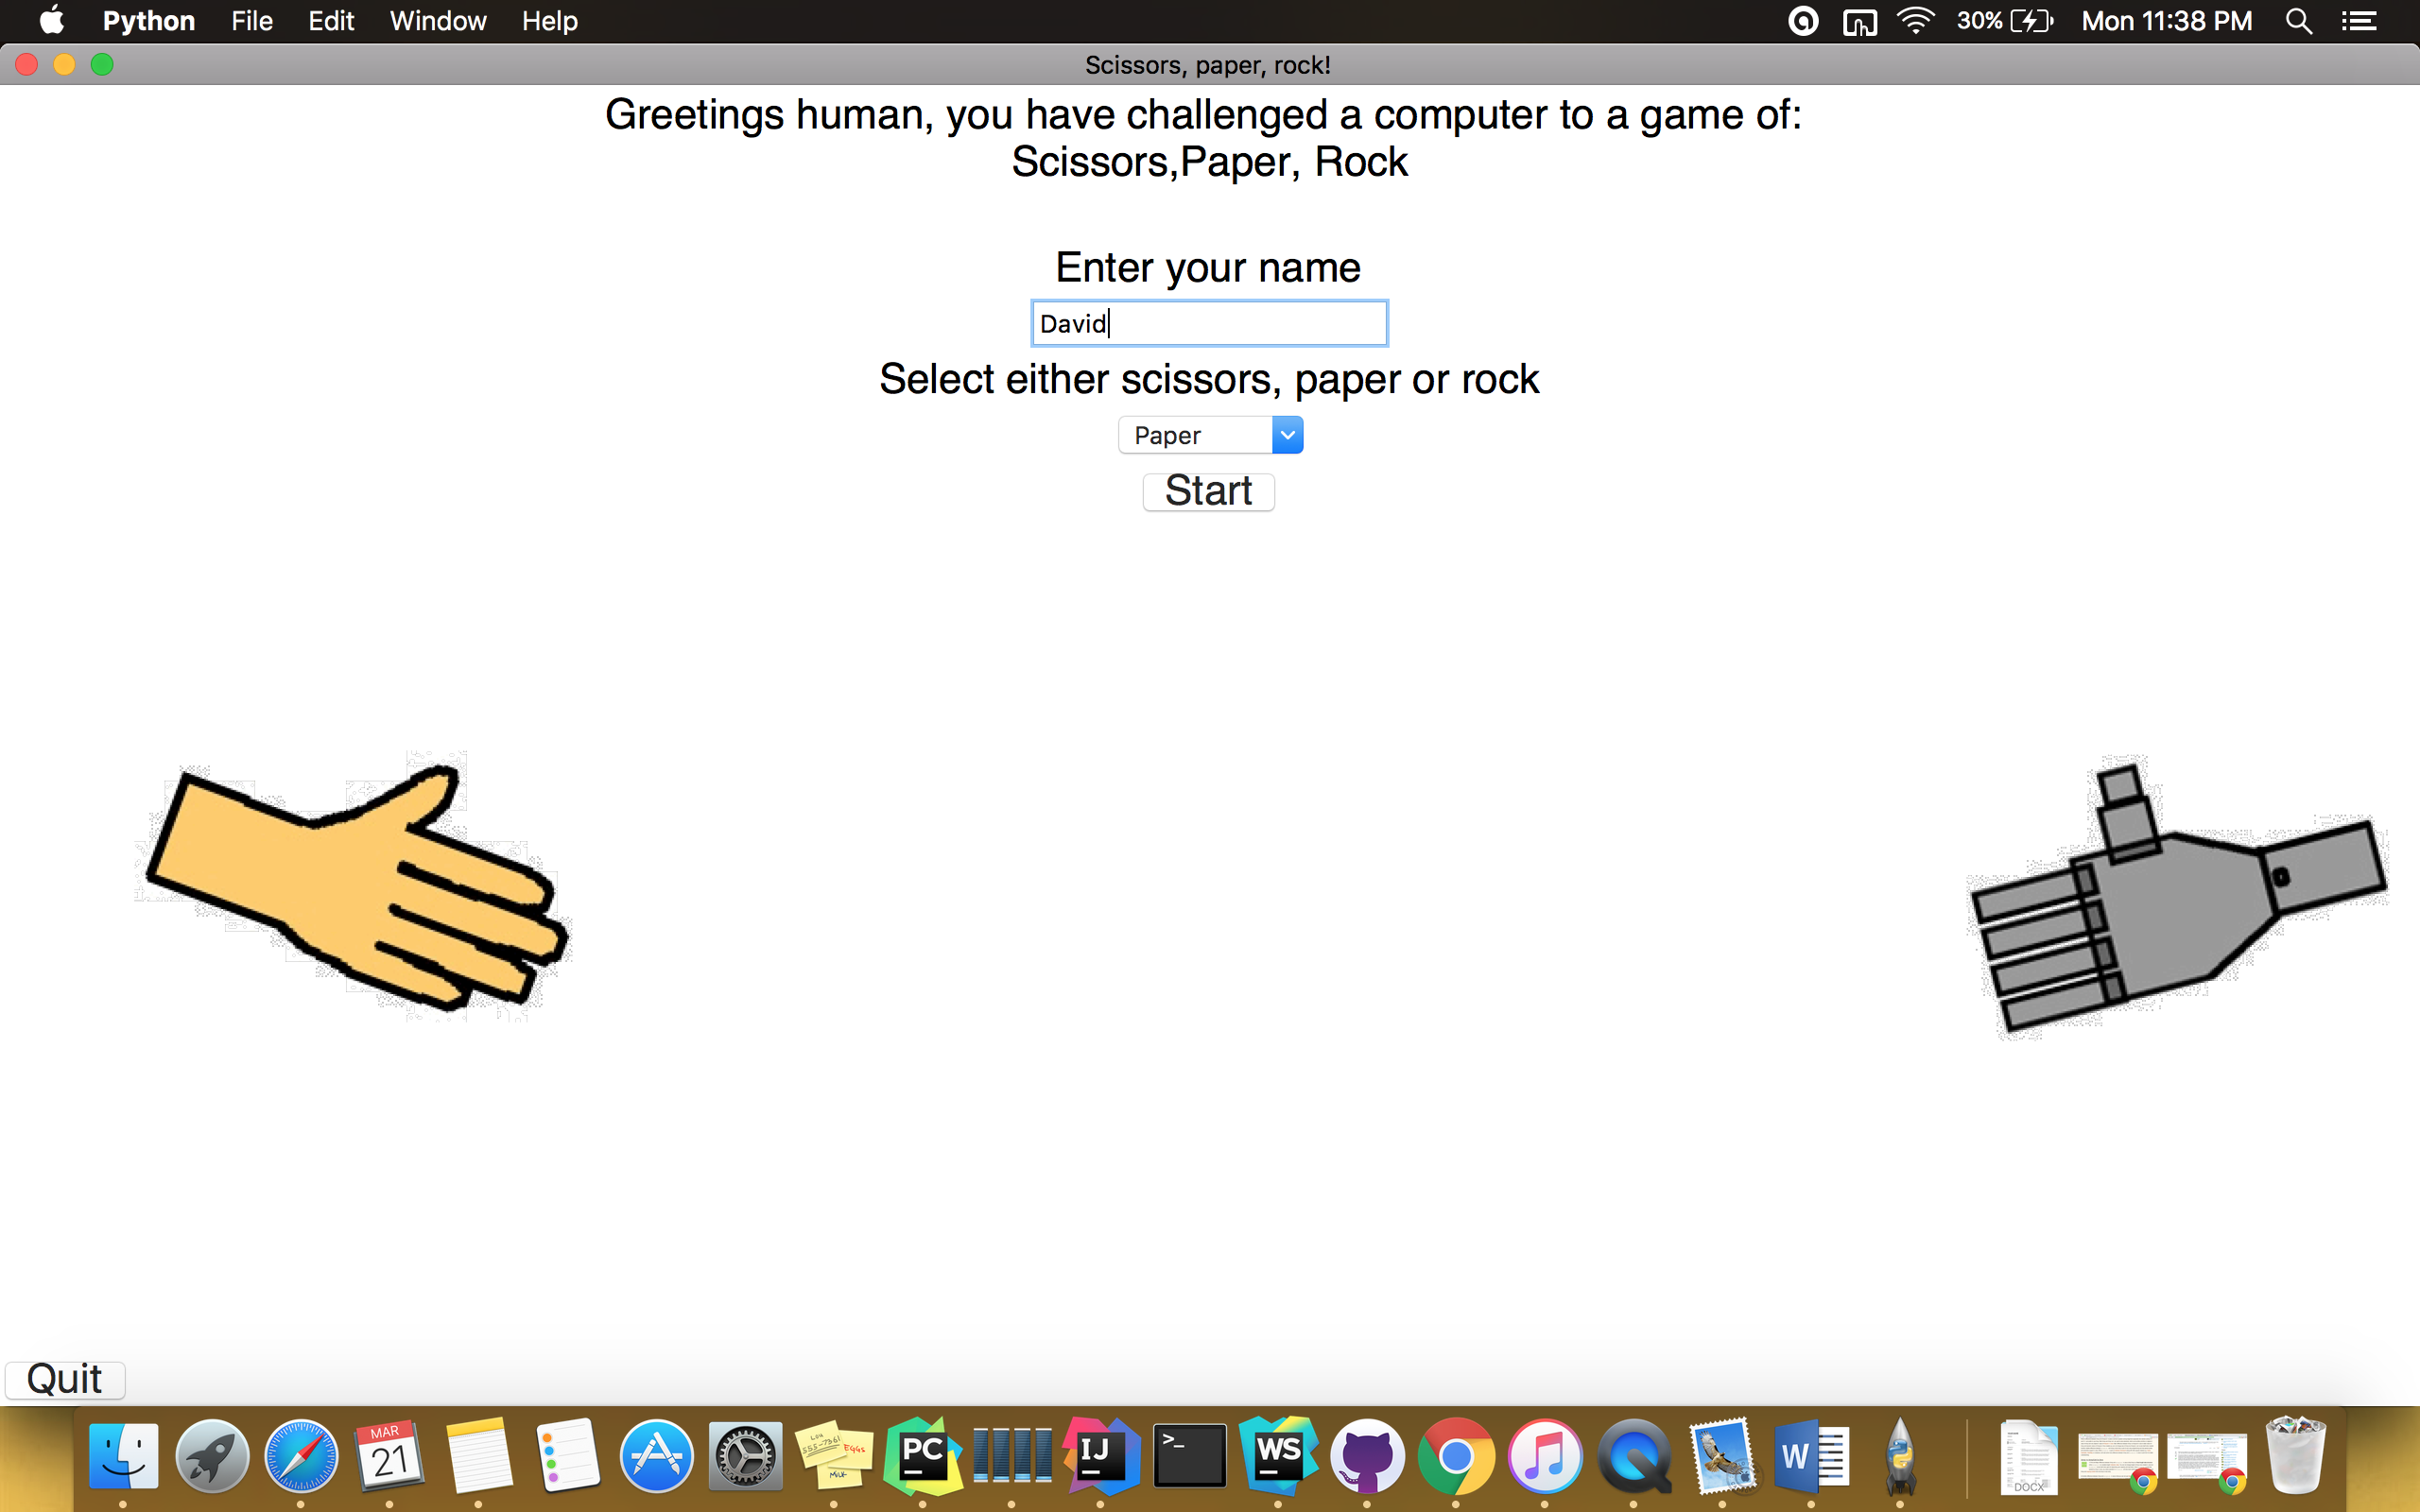 Python File Edit Window Help 30% Mon 11:38 PM
Scissors, paper, rock!
Greetings human, you have challenged a computer to a game of:
Scissors,Paper, Rock
Enter your name
David
Select either scissors, paper or rock
Paper
Start
Quit
MAR
21
PC
IJ
>_
WS
W
DOCX